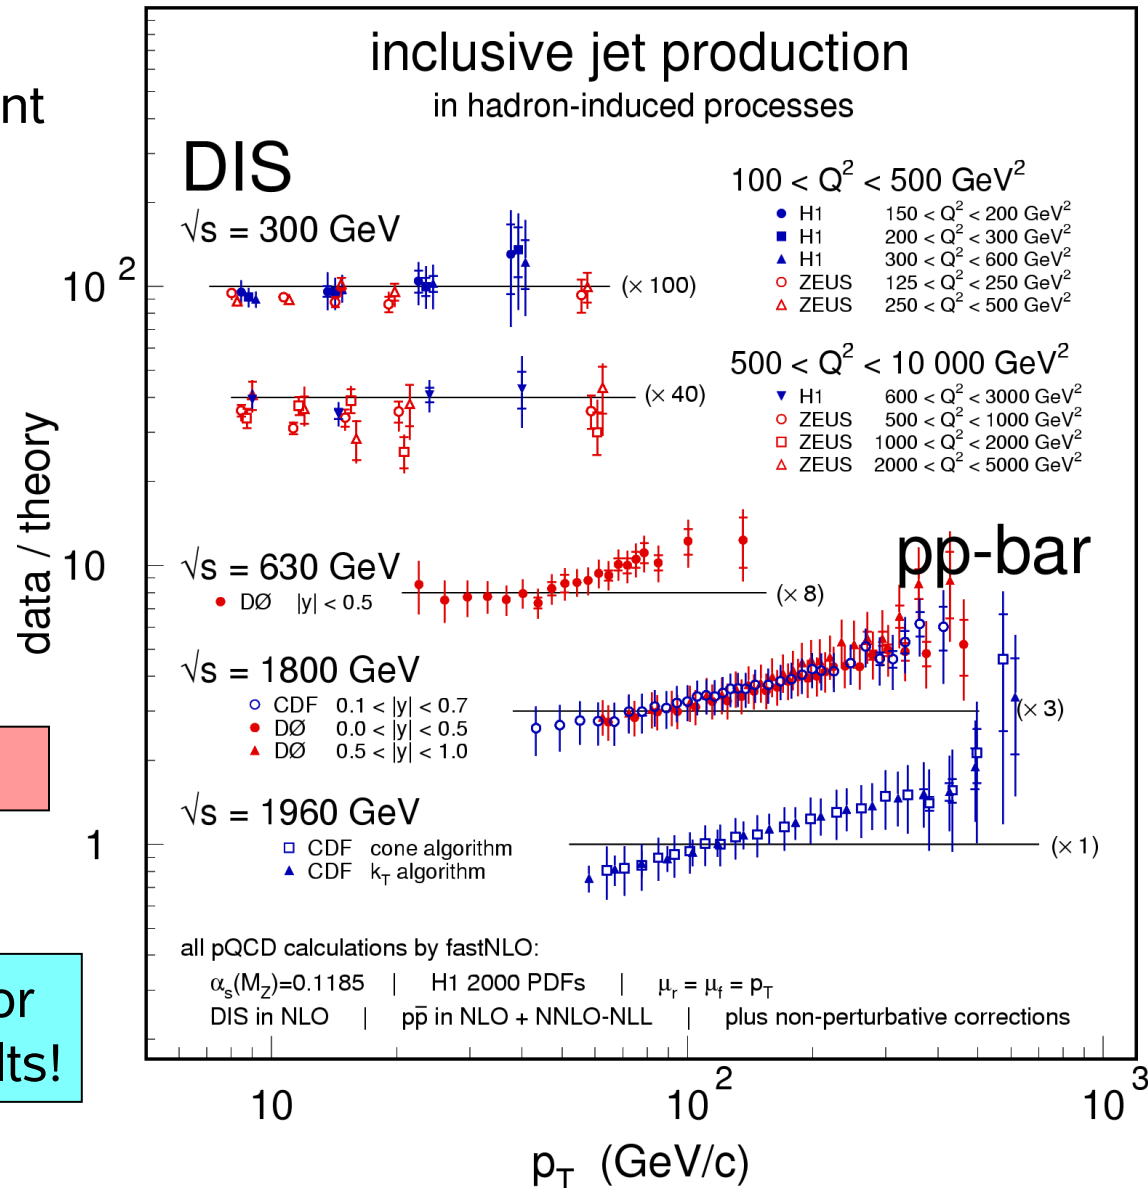 nt
or
lts!
inclusive jet production
in hadron-induced processes
DIS
√s = 300 GeV
100 < Q² < 500 GeV²
H1 150 < Q² < 200 GeV²
H1 200 < Q² < 300 GeV²
H1 300 < Q² < 600 GeV²
ZEUS 125 < Q² < 250 GeV²
ZEUS 250 < Q² < 500 GeV²
(× 100)
500 < Q² < 10 000 GeV²
H1 600 < Q² < 3000 GeV²
ZEUS 500 < Q² < 1000 GeV²
ZEUS 1000 < Q² < 2000 GeV²
ZEUS 2000 < Q² < 5000 GeV²
(× 40)
pp-bar
√s = 630 GeV
DØ |y| < 0.5
(× 8)
√s = 1800 GeV
CDF 0.1 < |y| < 0.7
DØ 0.0 < |y| < 0.5
DØ 0.5 < |y| < 1.0
(× 3)
√s = 1960 GeV
CDF cone algorithm
CDF k_T algorithm
(× 1)
all pQCD calculations by fastNLO:
α_s(M_Z)=0.1185 | H1 2000 PDFs | μ_r = μ_f = p_T
DIS in NLO | pp̄ in NLO + NNLO-NLL | plus non-perturbative corrections
data / theory
10²
10
1
10 10² 10³
p_T (GeV/c)